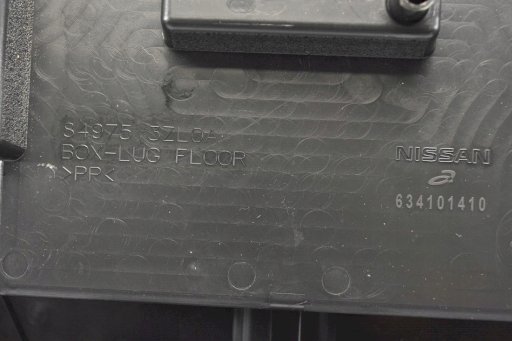 BOX-LUG FLOOR
>PP<
NISSAN
634101410